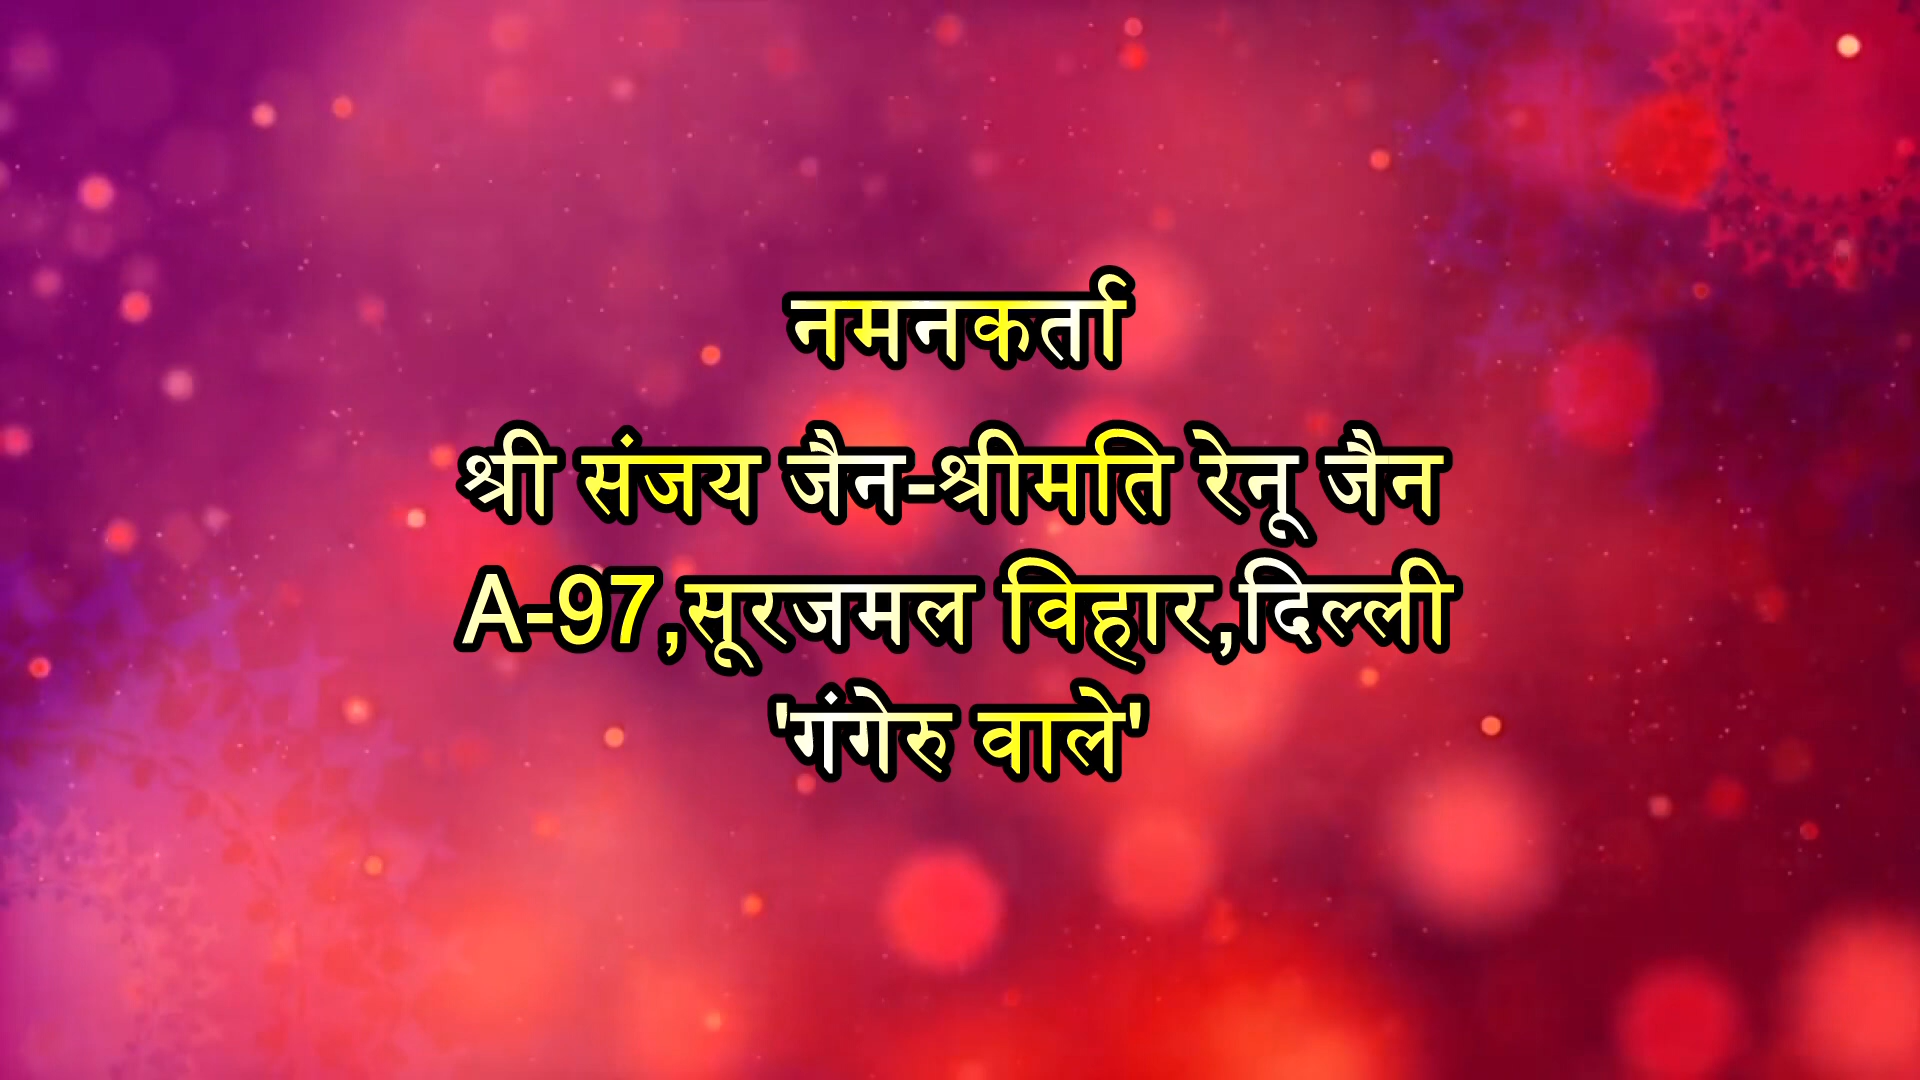 नमनकर्ता
श्री संजय जैन-श्रीमति रेनू जैन
A-97,सूरजमल विहार,दिल्ली
'गंगेरु वाले'